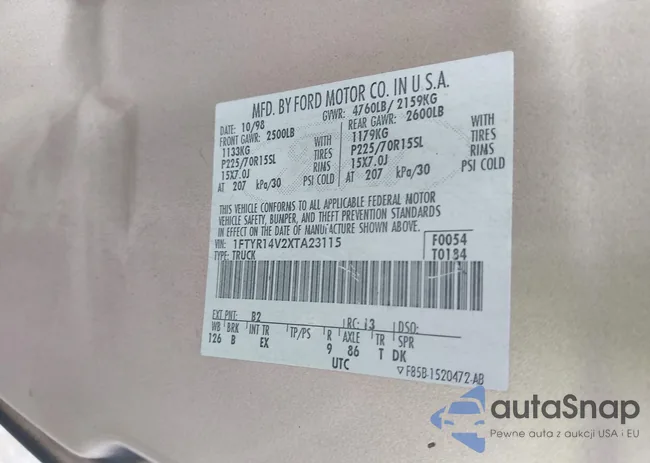 MFD. BY FORD MOTOR CO. IN U S.A.
DATE: 10/98 GVWR: 4760LB/ 2159KG
FRONT GAWR: 2500LB REAR GAWR: 2600LB
1133KG WITH 1179KG WITH
P225/70R15SL TIRES P225/70R15SL TIRES
15X7.0J RIMS 15X7.0J RIMS
AT 207 kPa/30 PSI COLD AT 207 kPa/30 PSI COLD
THIS VEHICLE CONFORMS TO ALL APPLICABLE FEDERAL MOTOR
VEHICLE SAFETY, BUMPER, AND THEFT PREVENTION STANDARDS
IN EFFECT ON THE DATE OF MANUFACTURE SHOWN ABOVE.
VIN: 1FTYR14V2XTA23115 F0054
TYPE: TRUCK T0184
EXT PNT: B2 RC: 13 DSO:
WB BRK INT TR TP/PS R AXLE TR SPR
126 B EX 9 86 T DK
UTC
F85B-1520472-AB
autaSnap
Pewne auta z aukcji USA i EU